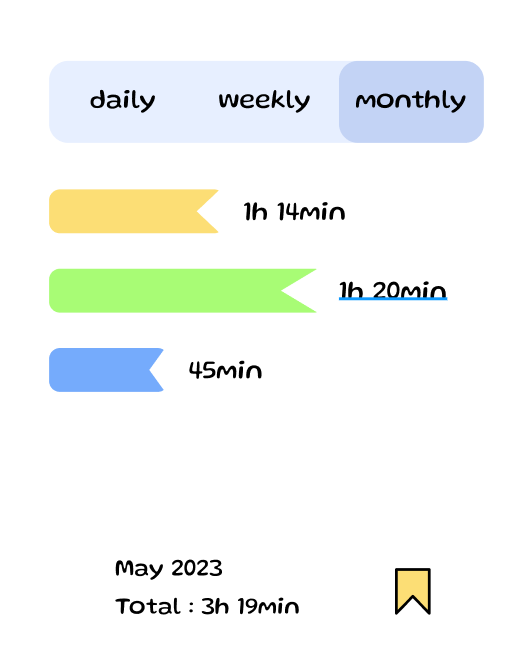 daily weekly monthly
1h 14min
1h 20min
45min
May 2023
Total : 3h 19min